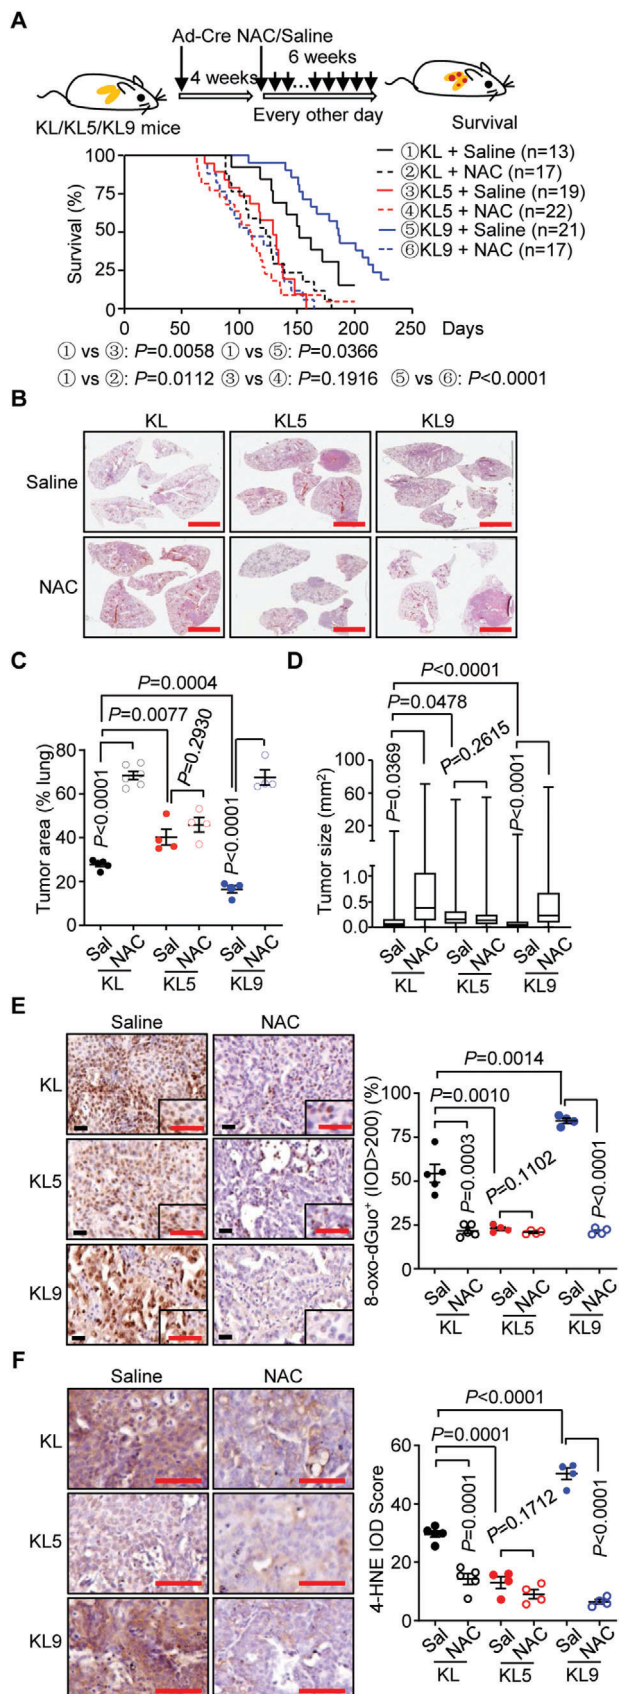 A
Ad-Cre NAC/Saline
6 weeks
4 weeks
...
Every other day
KL/KL5/KL9 mice
Survival
①KL + Saline (n=13)
②KL + NAC (n=17)
③KL5 + Saline (n=19)
④KL5 + NAC (n=22)
⑤KL9 + Saline (n=21)
⑥KL9 + NAC (n=17)
Survival (%)
100
75
50
25
0
0 50 100 150 200 250 Days
① vs ③: P=0.0058 ① vs ⑤: P=0.0366
① vs ②: P=0.0112 ③ vs ④: P=0.1916 ⑤ vs ⑥: P<0.0001
B
KL KL5 KL9
Saline
NAC
C
P=0.0004
P=0.0077
P=0.2930
P<0.0001
P<0.0001
Tumor area (% lung)
80
60
40
20
0
Sal NAC Sal NAC Sal NAC
KL KL5 KL9
D
P<0.0001
P=0.0478
P=0.2615
P=0.0369
P<0.0001
Tumor size (mm²)
100
60
20
1.0
0.5
0.0
Sal NAC Sal NAC Sal NAC
KL KL5 KL9
E
Saline NAC
KL
KL5
KL9
P=0.0014
P=0.0010
P=0.0003
P=0.1102
P<0.0001
8-oxo-dGuo⁺ (IOD>200) (%)
100
75
50
25
0
Sal NAC Sal NAC Sal NAC
KL KL5 KL9
F
Saline NAC
KL
KL5
KL9
P<0.0001
P=0.0001
P=0.0001
P=0.1712
P<0.0001
4-HNE IOD Score
60
40
20
0
Sal NAC Sal NAC Sal NAC
KL KL5 KL9